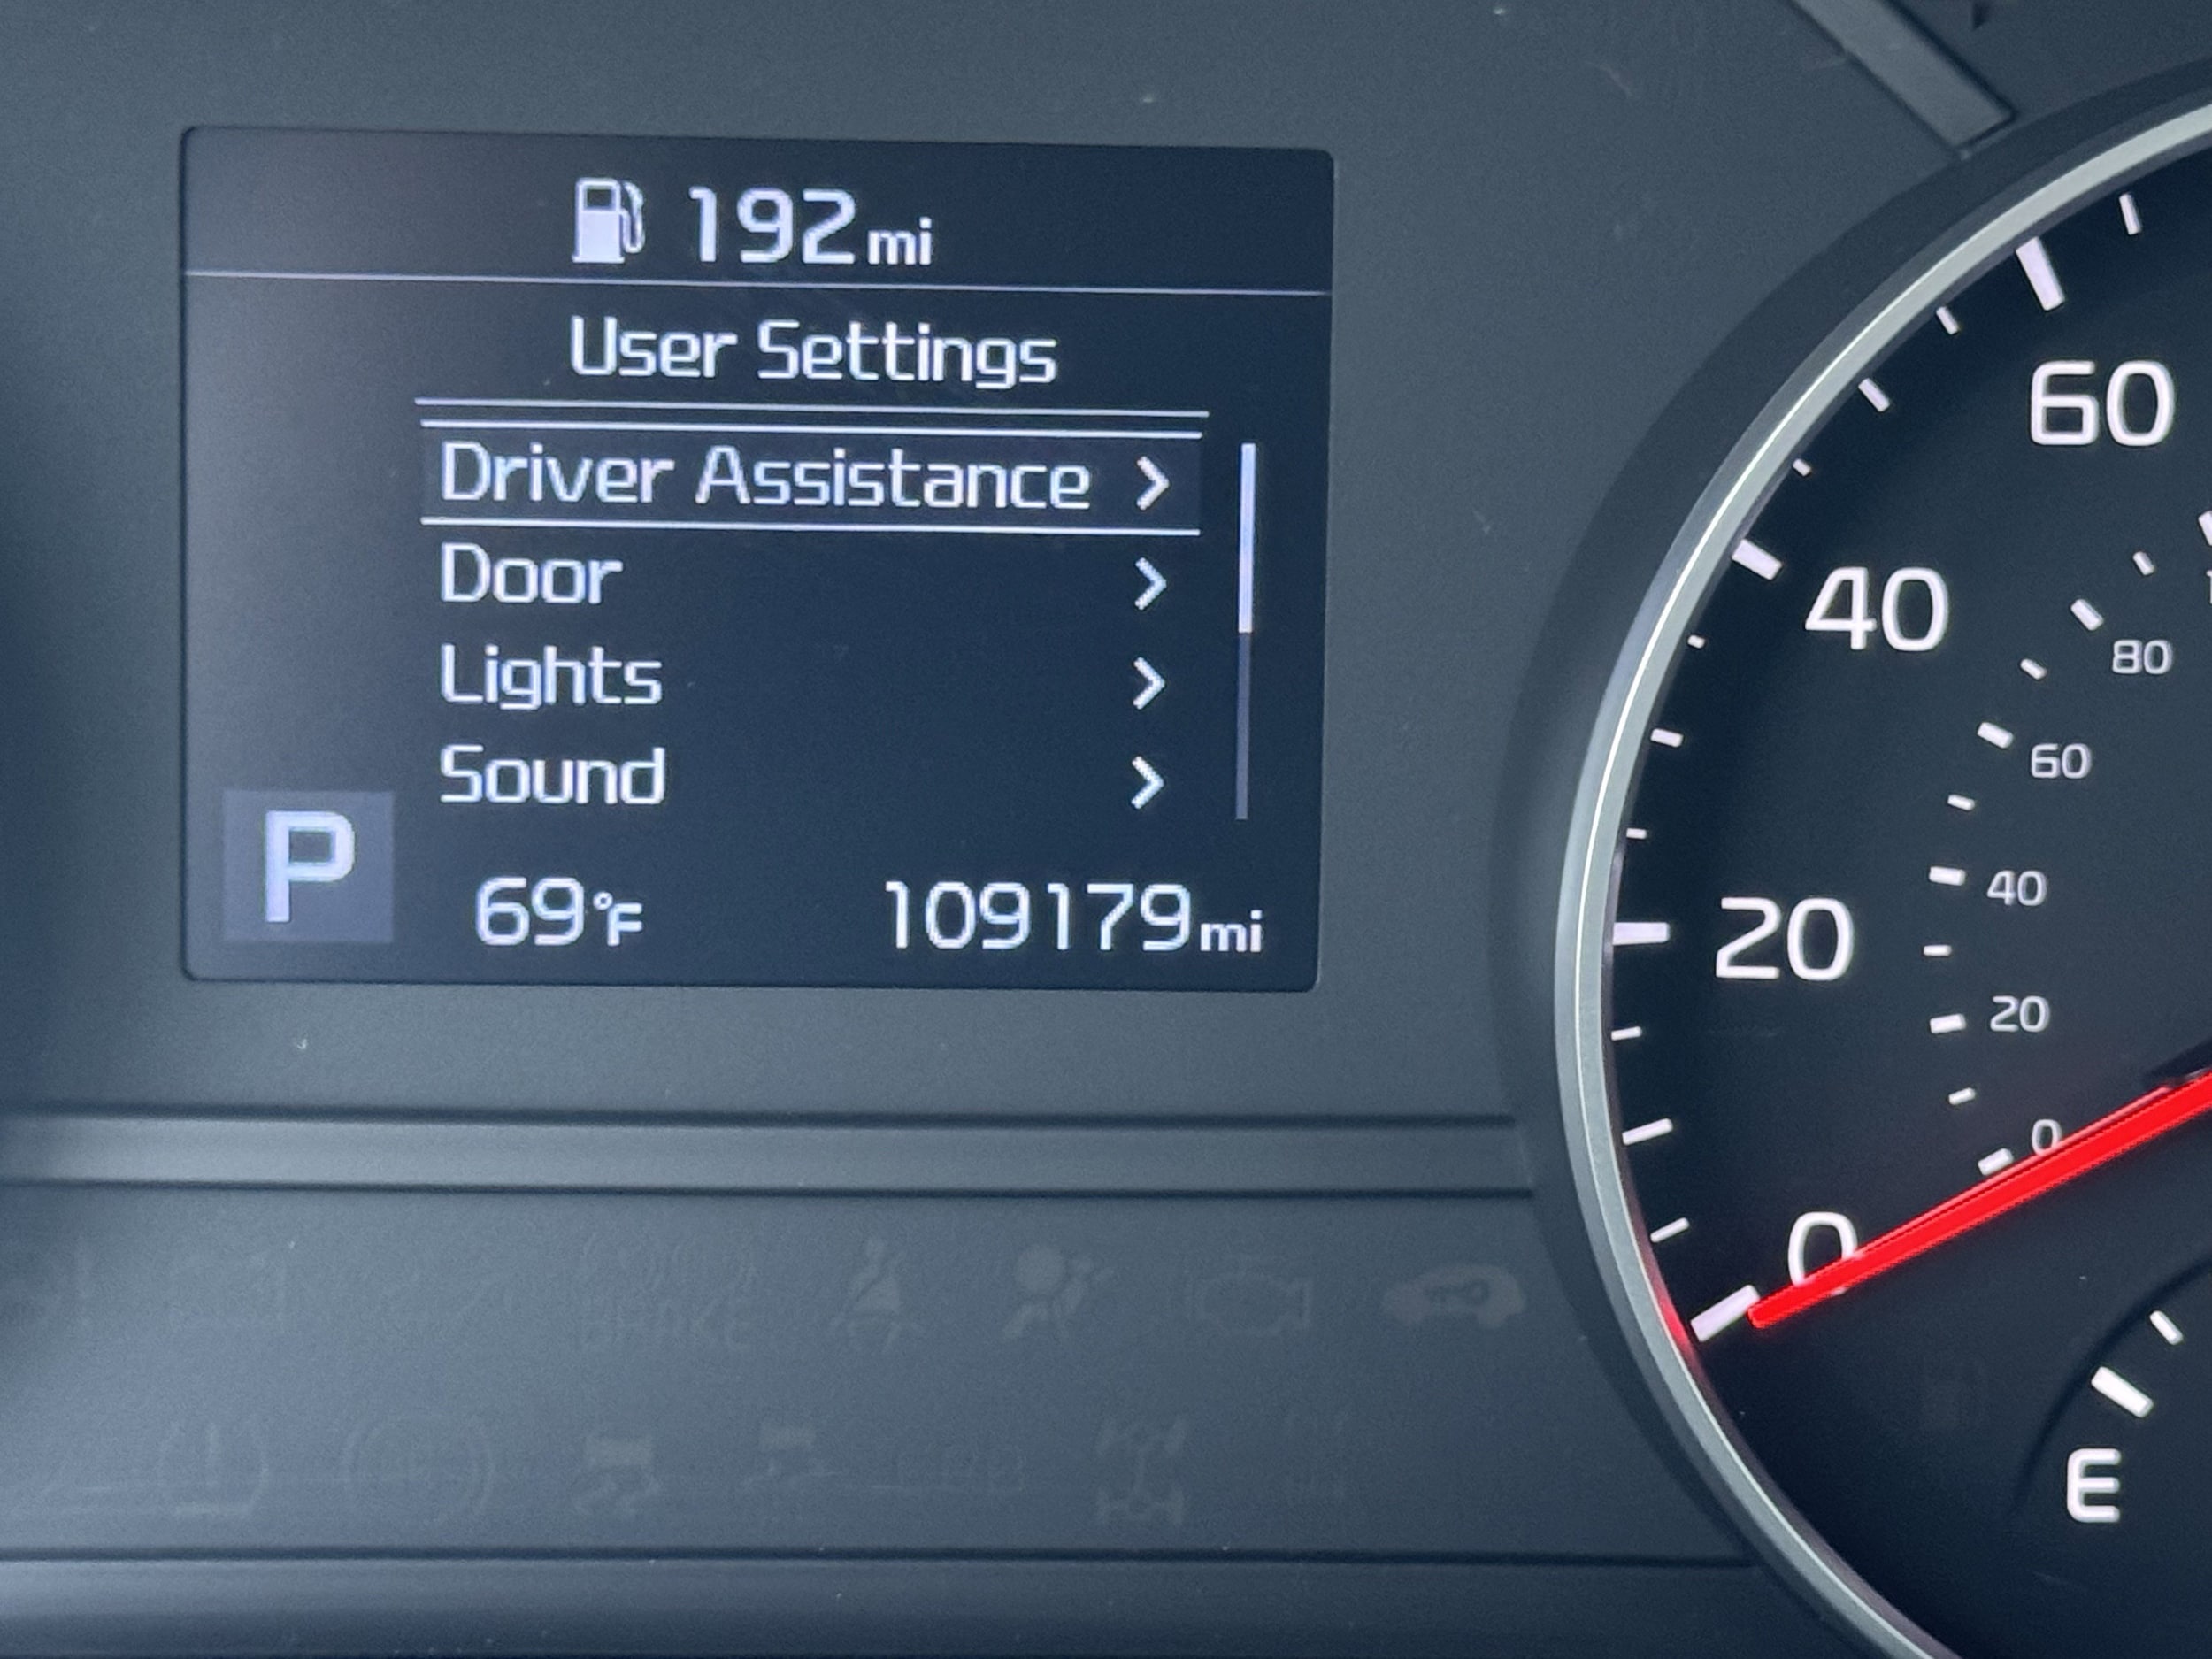 192mi
User Settings
Driver Assistance >
Door >
Lights >
Sound >
P
69°F
109179mi
60
40
20
0
80
60
40
20
0
E
BRAKE